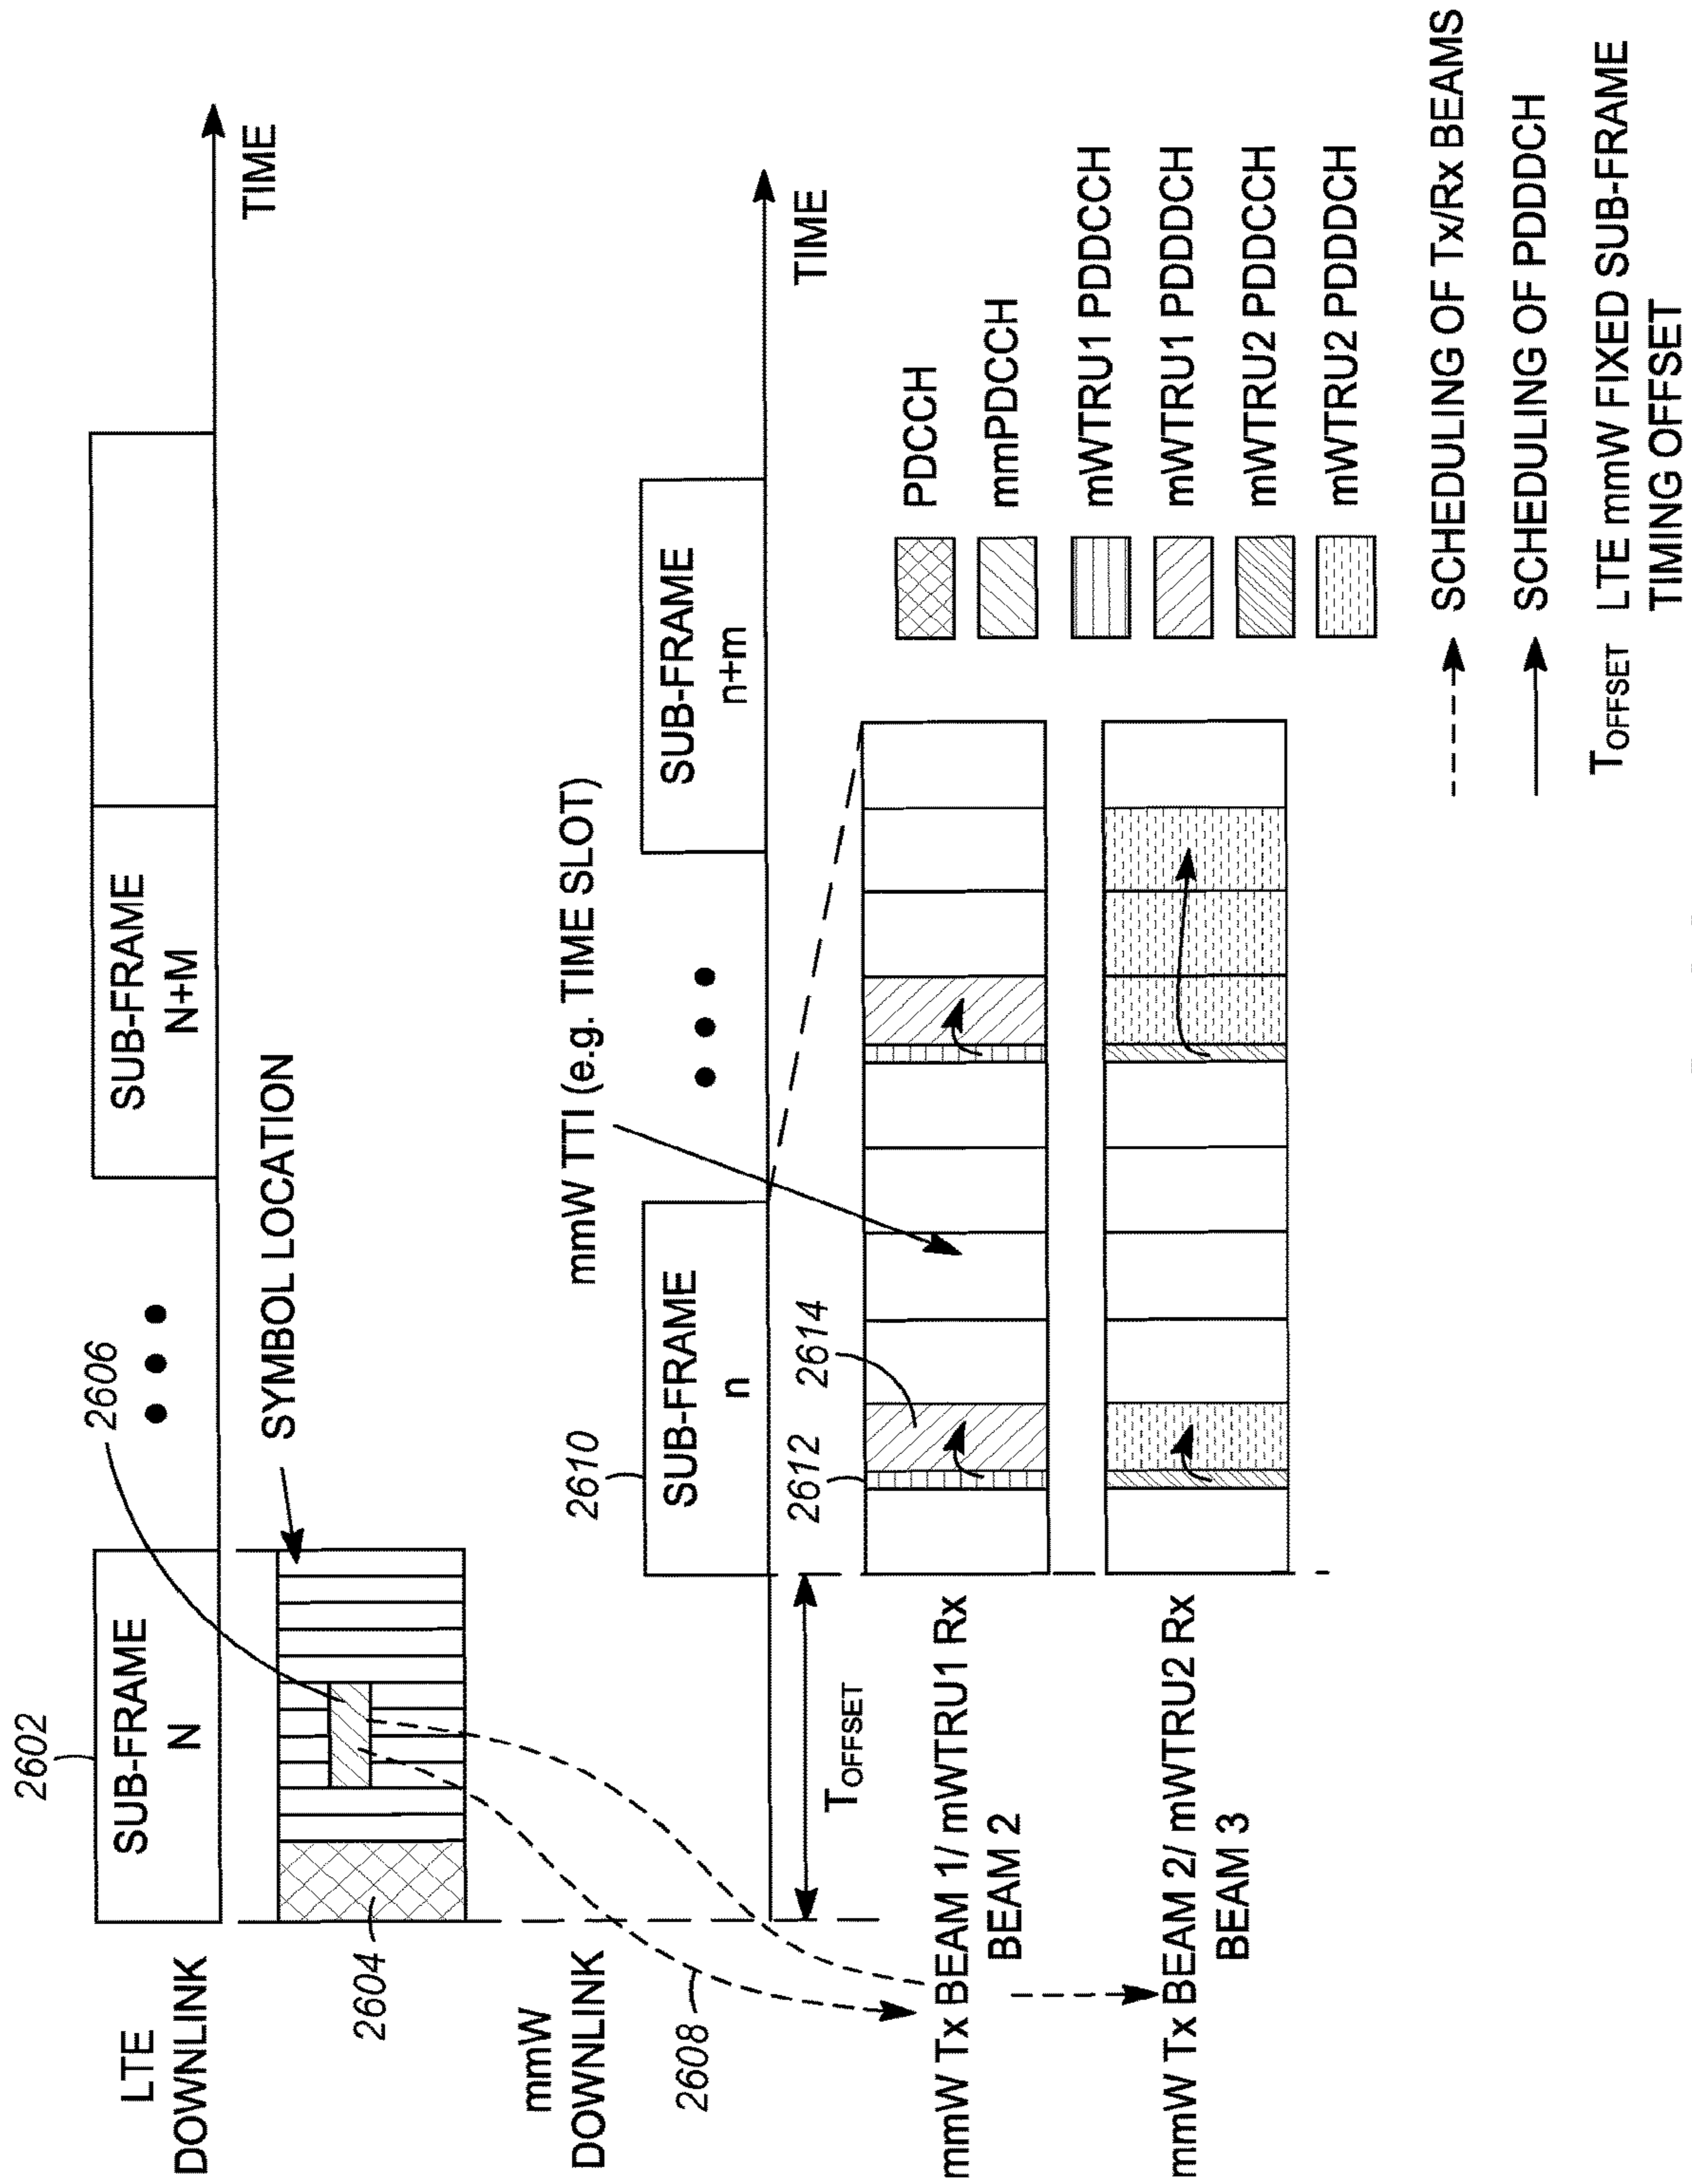 2602
SUB-FRAME
N
2606
SUB-FRAME
N+M
TIME
LTE
DOWNLINK
SYMBOL LOCATION
2604
mmW
DOWNLINK
2608
2610
SUB-FRAME
n
mmW TTI (e.g. TIME SLOT)
SUB-FRAME
n+m
TIME
TOFFSET
2612
2614
mmW Tx BEAM 1/ mWTRU1 Rx
BEAM 2
mmW Tx BEAM 2/ mWTRU2 Rx
BEAM 3
PDCCH
mmPDCCH
mWTRU1 PDDCCH
mWTRU1 PDDDCH
mWTRU2 PDDCCH
mWTRU2 PDDDCH
SCHEDULING OF Tx/Rx BEAMS
SCHEDULING OF PDDDCH
TOFFSET LTE mmW FIXED SUB-FRAME
TIMING OFFSET